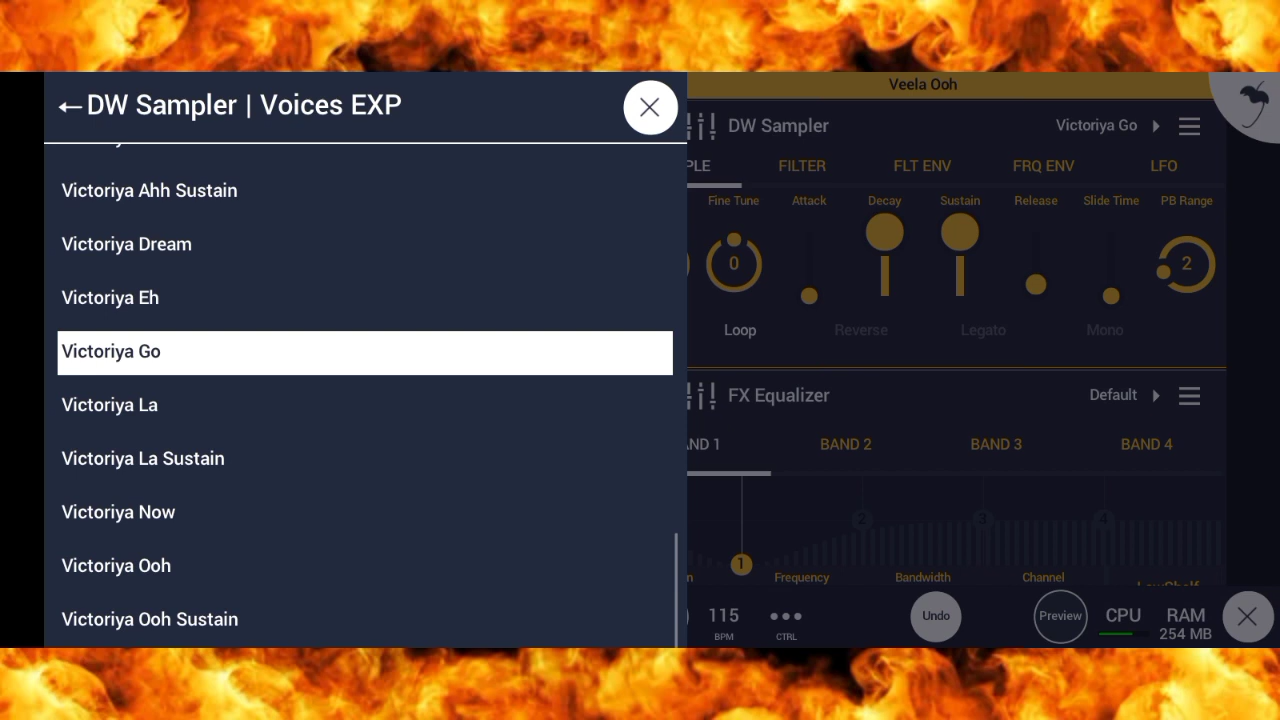 DW Sampler | Voices EXP
Victoriya Ahh Sustain
Victoriya Dream
Victoriya Eh
Victoriya Go
Victoriya La
Victoriya La Sustain
Victoriya Now
Victoriya Ooh
Victoriya Ooh Sustain
Veela Ooh
DW Sampler Victoriya Go
PLE FILTER FLT ENV FRQ ENV LFO
Fine Tune Attack Decay Sustain Release Slide Time PB Range
0 2
Loop Reverse Legato Mono
FX Equalizer Default
AND 1 BAND 2 BAND 3 BAND 4
2 3 4
1
n Frequency Bandwidth Channel LowShelf
115 Undo Preview CPU RAM
BPM CTRL 254 MB